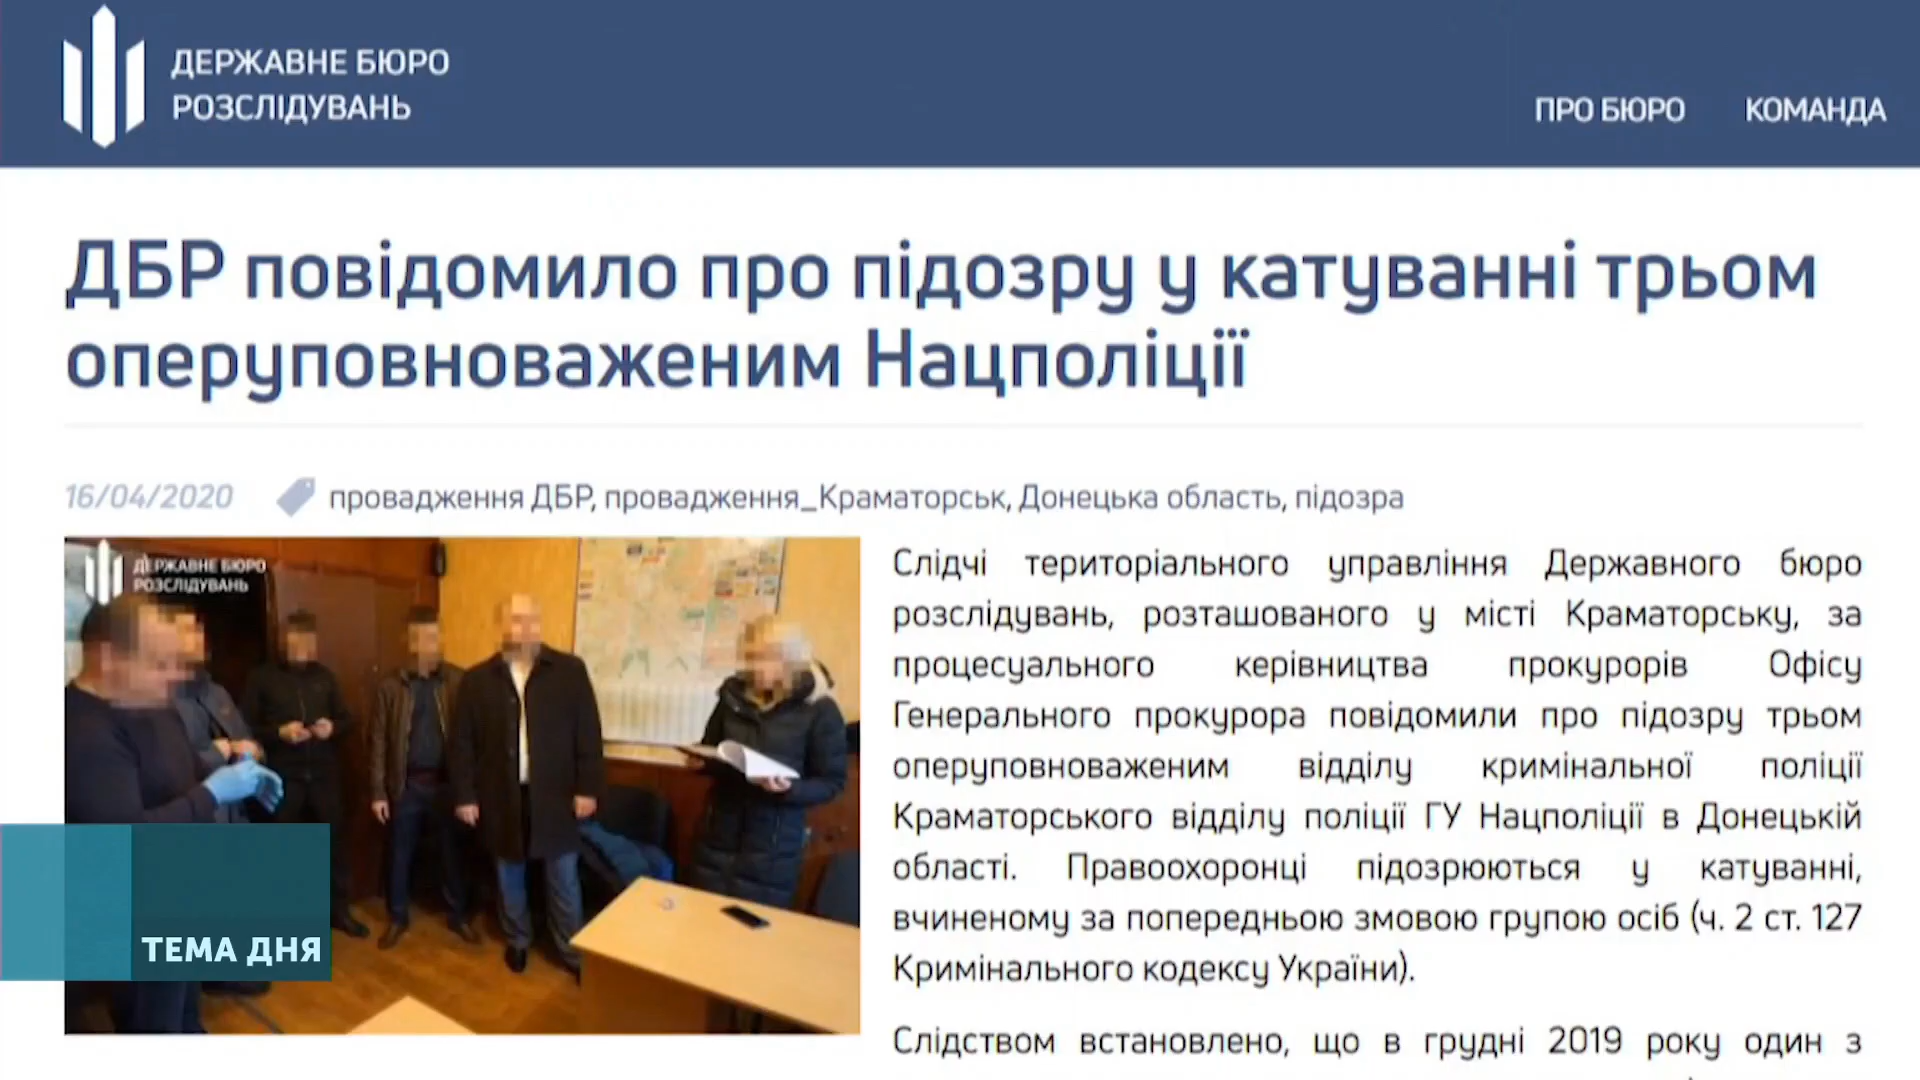 ДЕРЖАВНЕ БЮРО
РОЗСЛІДУВАНЬ
ПРО БЮРО
КОМАНДА
ДБР повідомило про підозру у катуванні трьом
оперуповноваженим Нацполіції
16/04/2020
провадження ДБР, провадження_Краматорськ, Донецька область, підозра
ДЕРЖАВНЕ БЮРО
РОЗСЛІДУВАНЬ
Слідчі територіального управління Державного бюро
розслідувань, розташованого у місті Краматорську, за
процесуального керівництва прокурорів Офісу
Генерального прокурора повідомили про підозру трьом
оперуповноваженим відділу кримінальної поліції
Краматорського відділу поліції ГУ Нацполіції в Донецькій
області. Правоохоронці підозрюються у катуванні,
вчиненому за попередньою змовою групою осіб (ч. 2 ст. 127
Кримінального кодексу України).
Слідством встановлено, що в грудні 2019 року один з
ТЕМА ДНЯ